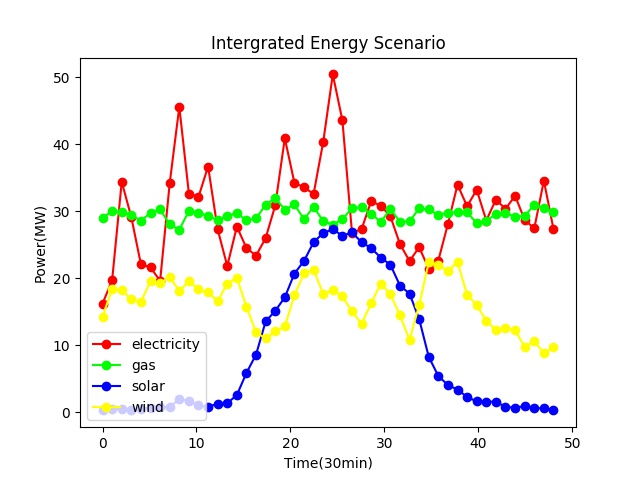 Intergrated Energy Scenario
Power(MW)
50
40
30
20
10
0
electricity
gas
solar
wind
0 10 20 30 40 50
Time(30min)